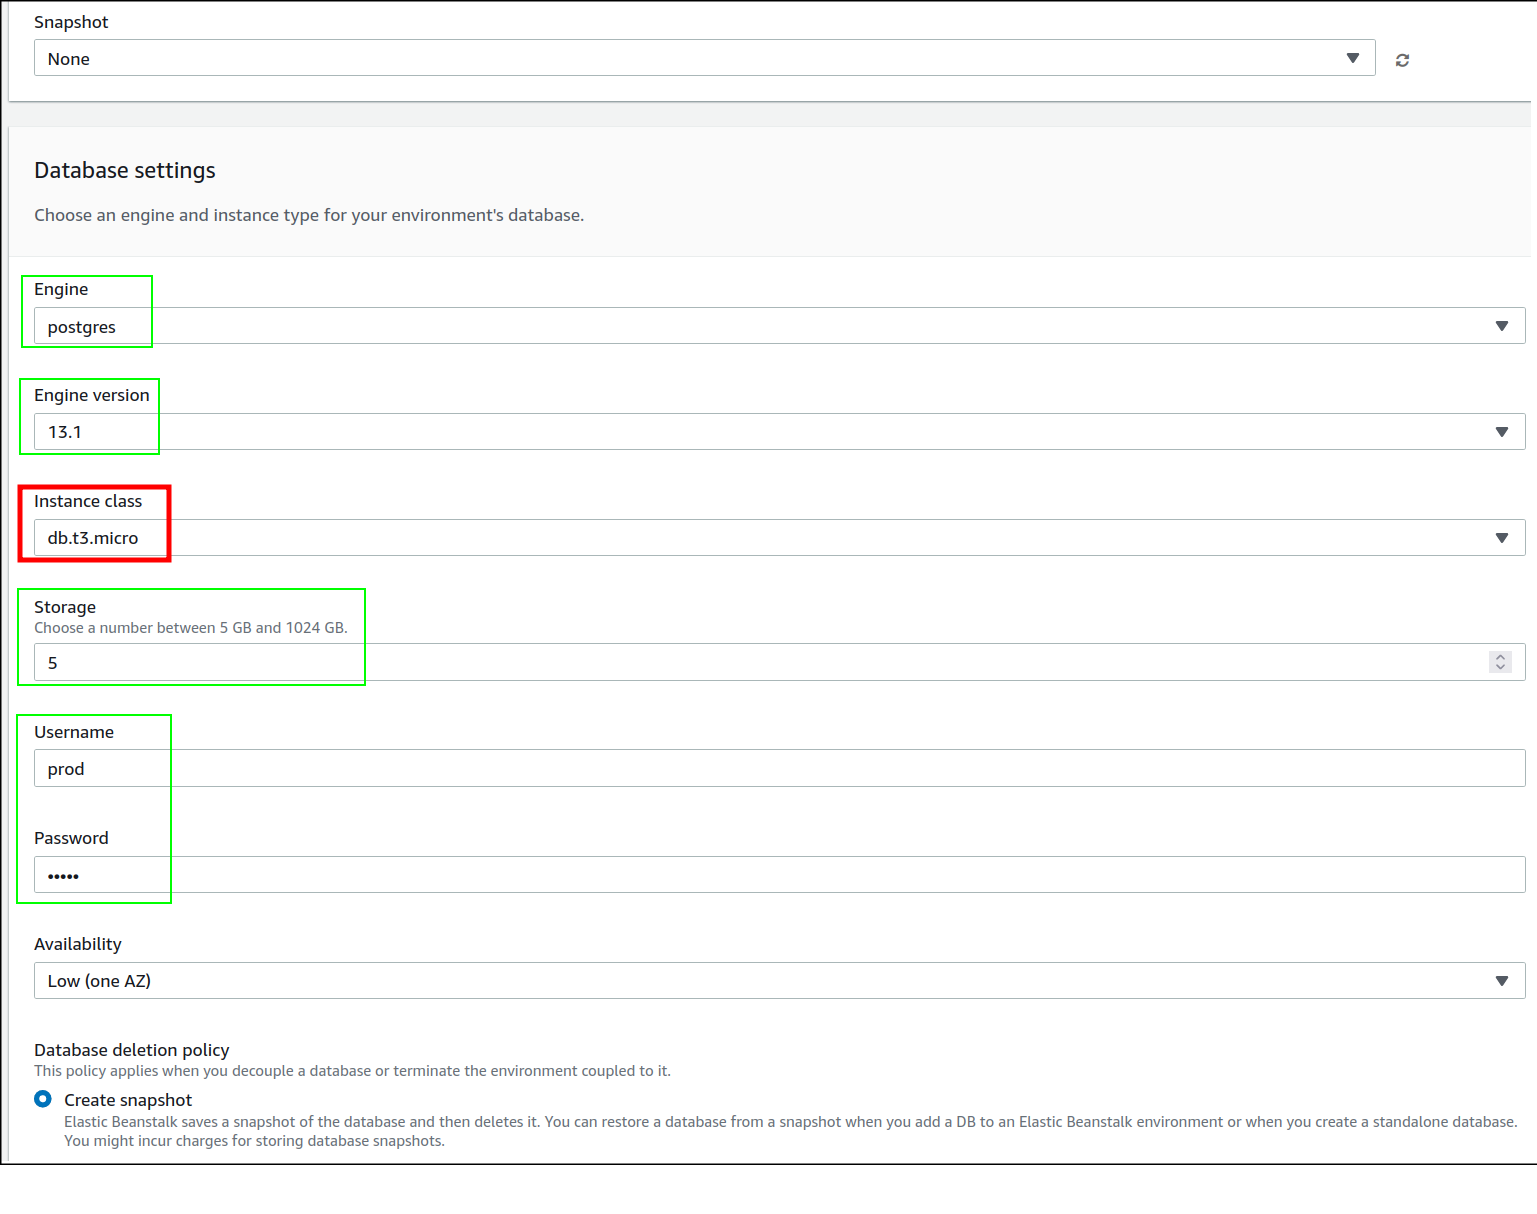 Snapshot
None
Database settings
Choose an engine and instance type for your environment's database.
Engine
postgres
Engine version
13.1
Instance class
db.t3.micro
Storage
Choose a number between 5 GB and 1024 GB.
5
Username
prod
Password
•••••
Availability
Low (one AZ)
Database deletion policy
This policy applies when you decouple a database or terminate the environment coupled to it.
Create snapshot
Elastic Beanstalk saves a snapshot of the database and then deletes it. You can restore a database from a snapshot when you add a DB to an Elastic Beanstalk environment or when you create a standalone database.
You might incur charges for storing database snapshots.